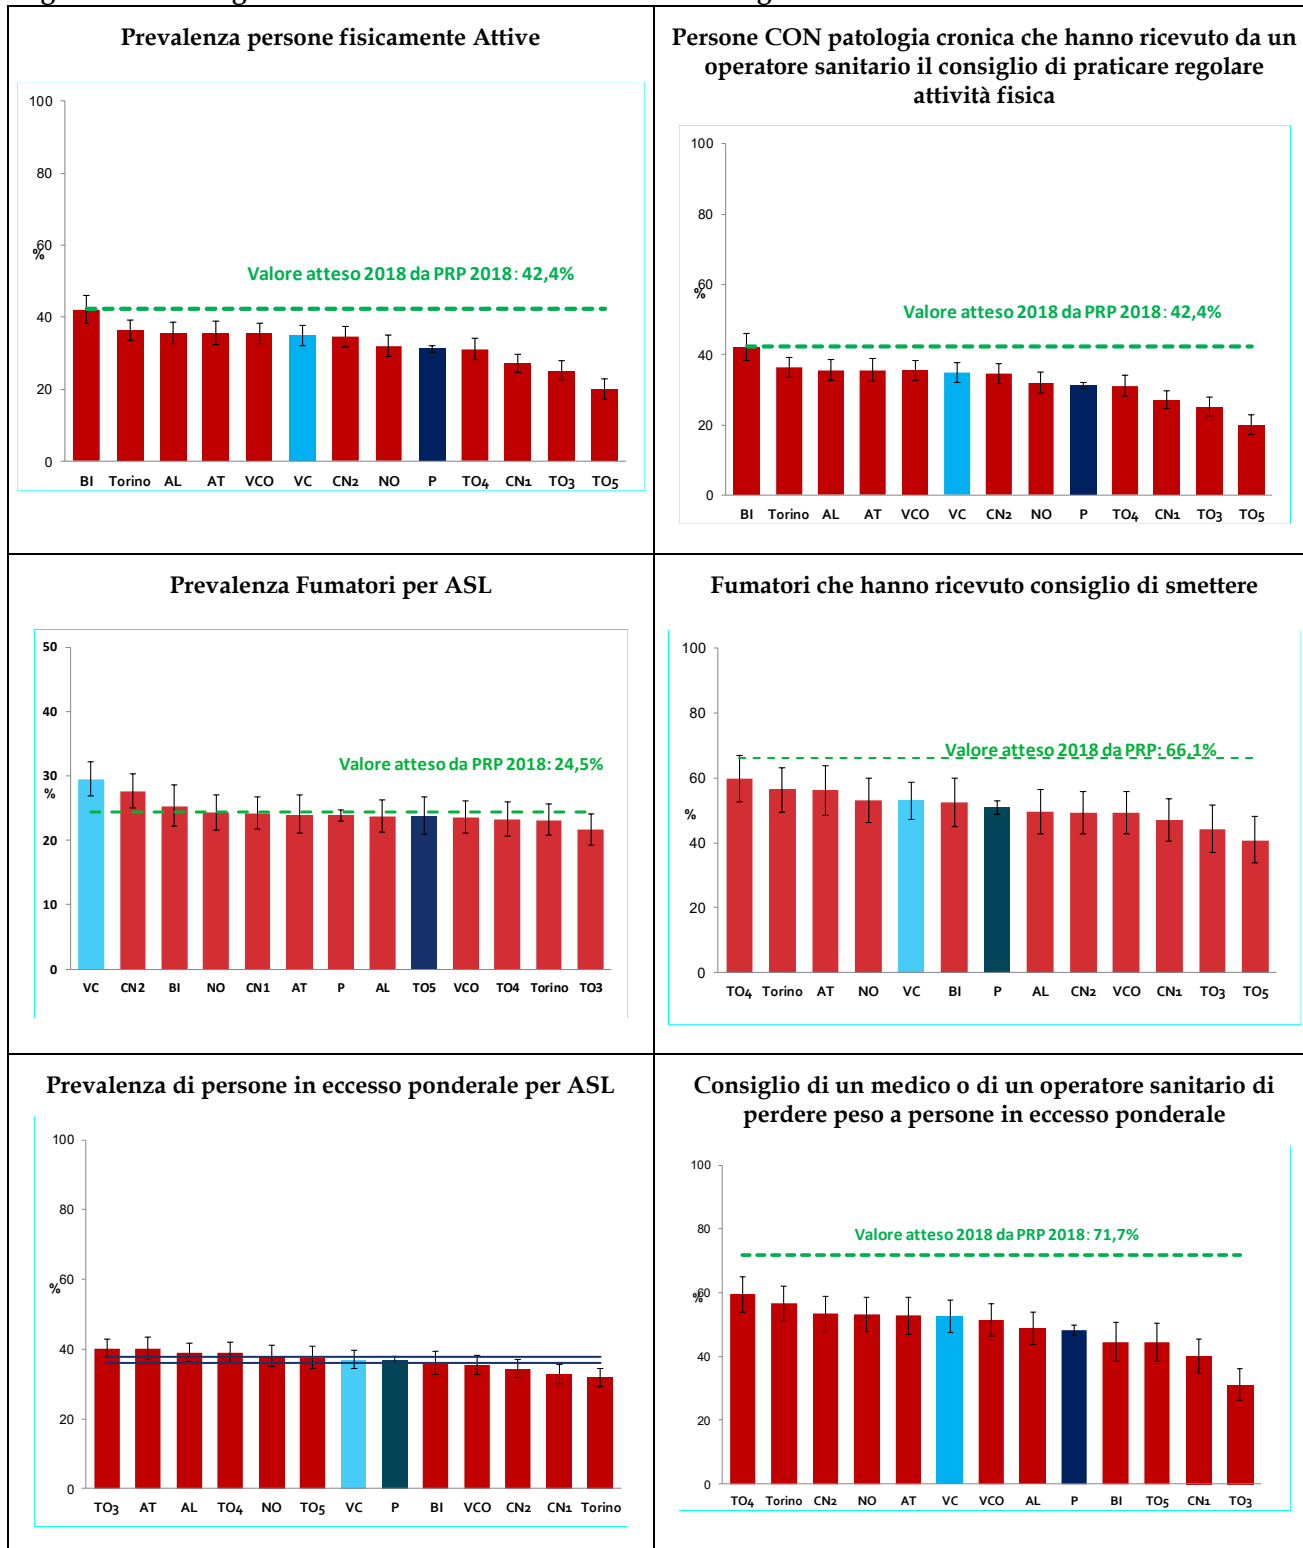 Prevalenza persone fisicamente Attive
100
80
60
%
40
20
0
Valore atteso 2018 da PRP 2018: 42,4%
BI Torino AL AT VCO VC CN2 NO P TO4 CN1 TO3 TO5
Persone CON patologia cronica che hanno ricevuto da un
operatore sanitario il consiglio di praticare regolare
attività fisica
100
80
60
%
40
20
0
Valore atteso 2018 da PRP 2018: 42,4%
BI Torino AL AT VCO VC CN2 NO P TO4 CN1 TO3 TO5
Prevalenza Fumatori per ASL
50
40
30
%
20
10
0
Valore atteso da PRP 2018: 24,5%
VC CN2 BI NO CN1 AT P AL TO5 VCO TO4 Torino TO3
Fumatori che hanno ricevuto consiglio di smettere
100
80
60
%
40
20
0
Valore atteso 2018 da PRP: 66,1%
TO4 Torino AT NO VC BI P AL CN2 VCO CN1 TO3 TO5
Prevalenza di persone in eccesso ponderale per ASL
100
80
60
%
40
20
0
TO3 AT AL TO4 NO TO5 VC P BI VCO CN2 CN1 Torino
Consiglio di un medico o di un operatore sanitario di
perdere peso a persone in eccesso ponderale
100
80
60
%
40
20
0
Valore atteso 2018 da PRP 2018: 71,7%
TO4 Torino CN2 NO AT VC VCO AL P BI TO5 CN1 TO3